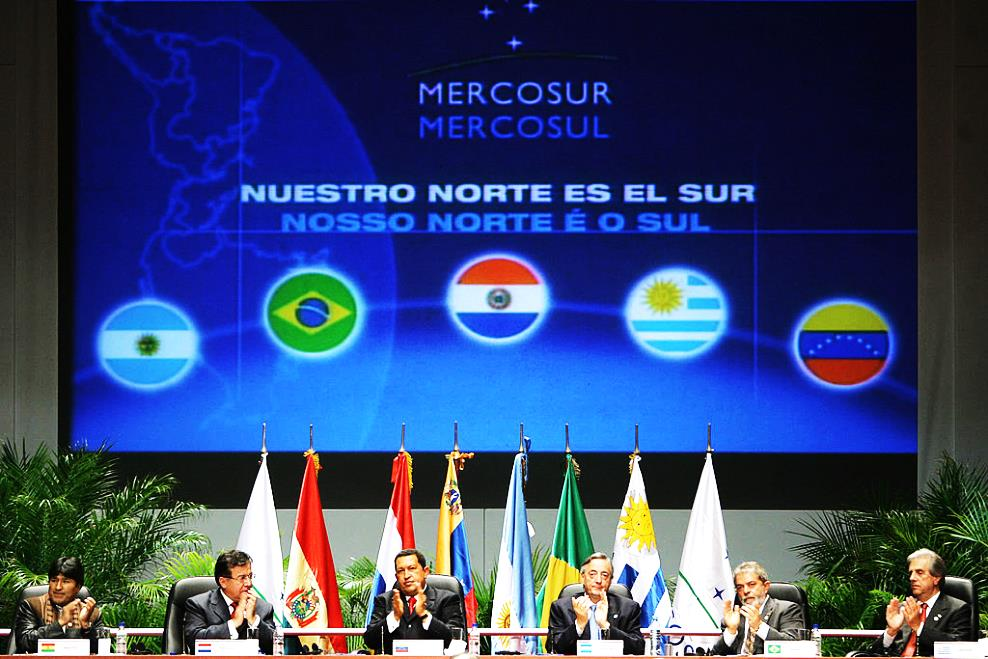 MERCOSUR
MERCOSUL
NUESTRO NORTE ES EL SUR
NOSSO NORTE É O SUL